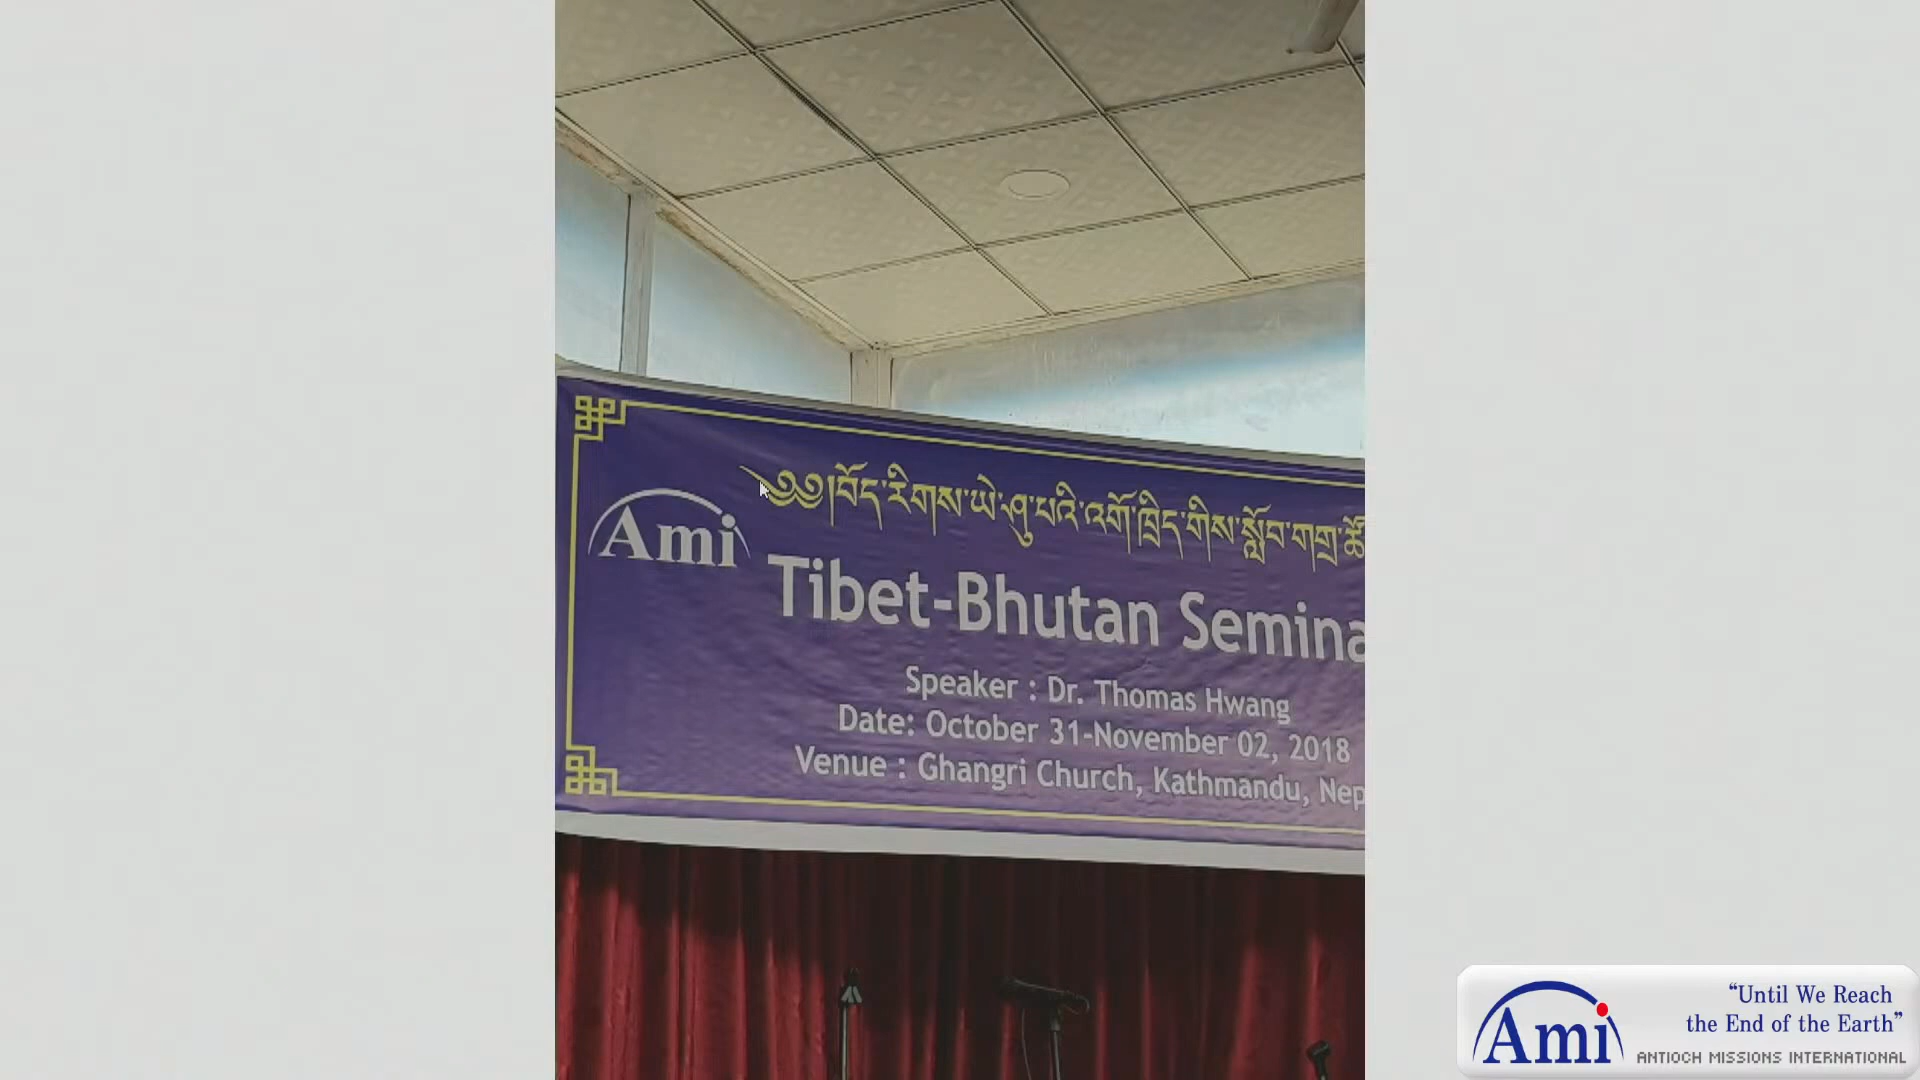 ༄༅།།བོད་རིགས་ཡེ་ཤུ་པའི་འགོ་ཁྲིད་གིས་སློབ་གཏྲ་ཚོ
Ami
Tibet-Bhutan Semina
Speaker : Dr. Thomas Hwang
Date: October 31-November 02, 2018
Venue : Ghangri Church, Kathmandu, Nep
Ami
“Until We Reach
the End of the Earth”
ANTIOCH MISSIONS INTERNATIONAL